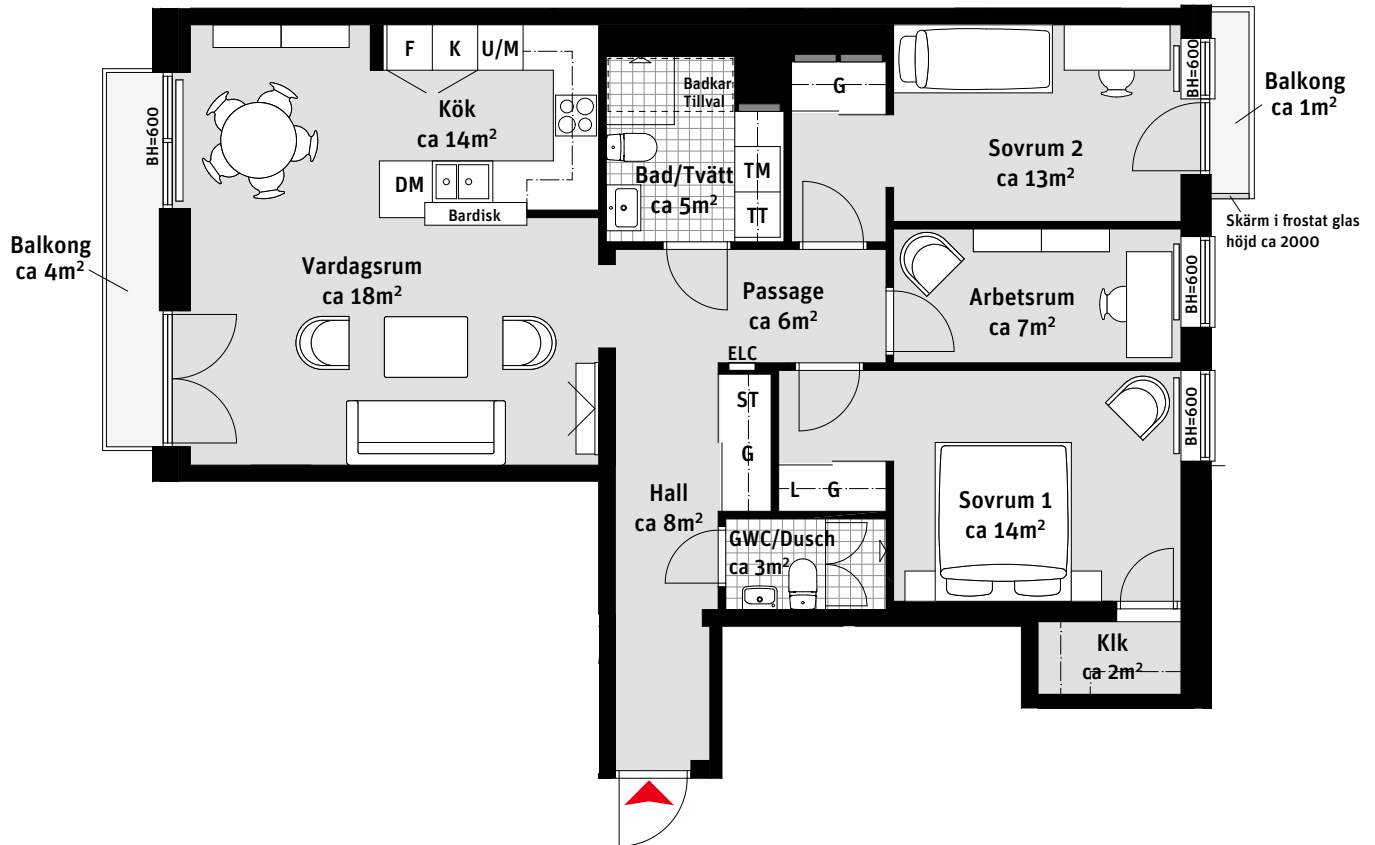 F
K
U/M
Kök
ca 14m²
BH=600
DM
Bardisk
Badkar
Tillval
Bad/Tvätt
ca 5m²
TM
TT
G
Sovrum 2
ca 13m²
BH=600
Balkong
ca 1m²
Skärm i frostat glas
höjd ca 2000
Balkong
ca 4m²
Vardagsrum
ca 18m²
Passage
ca 6m²
Arbetsrum
ca 7m²
BH=600
ELC
ST
G
L
G
BH=600
Sovrum 1
ca 14m²
Hall
ca 8m²
GWC/Dusch
ca 3m²
Klk
ca 2m²